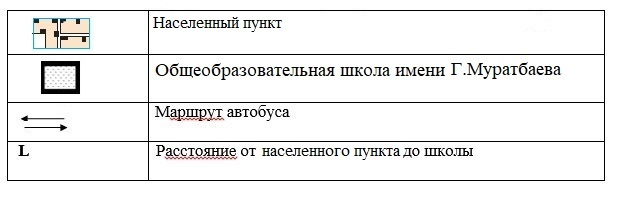 Населенный пункт
Общеобразовательная школа имени Г.Муратбаева
Маршрут автобуса
L Расстояние от населенного пункта до школы